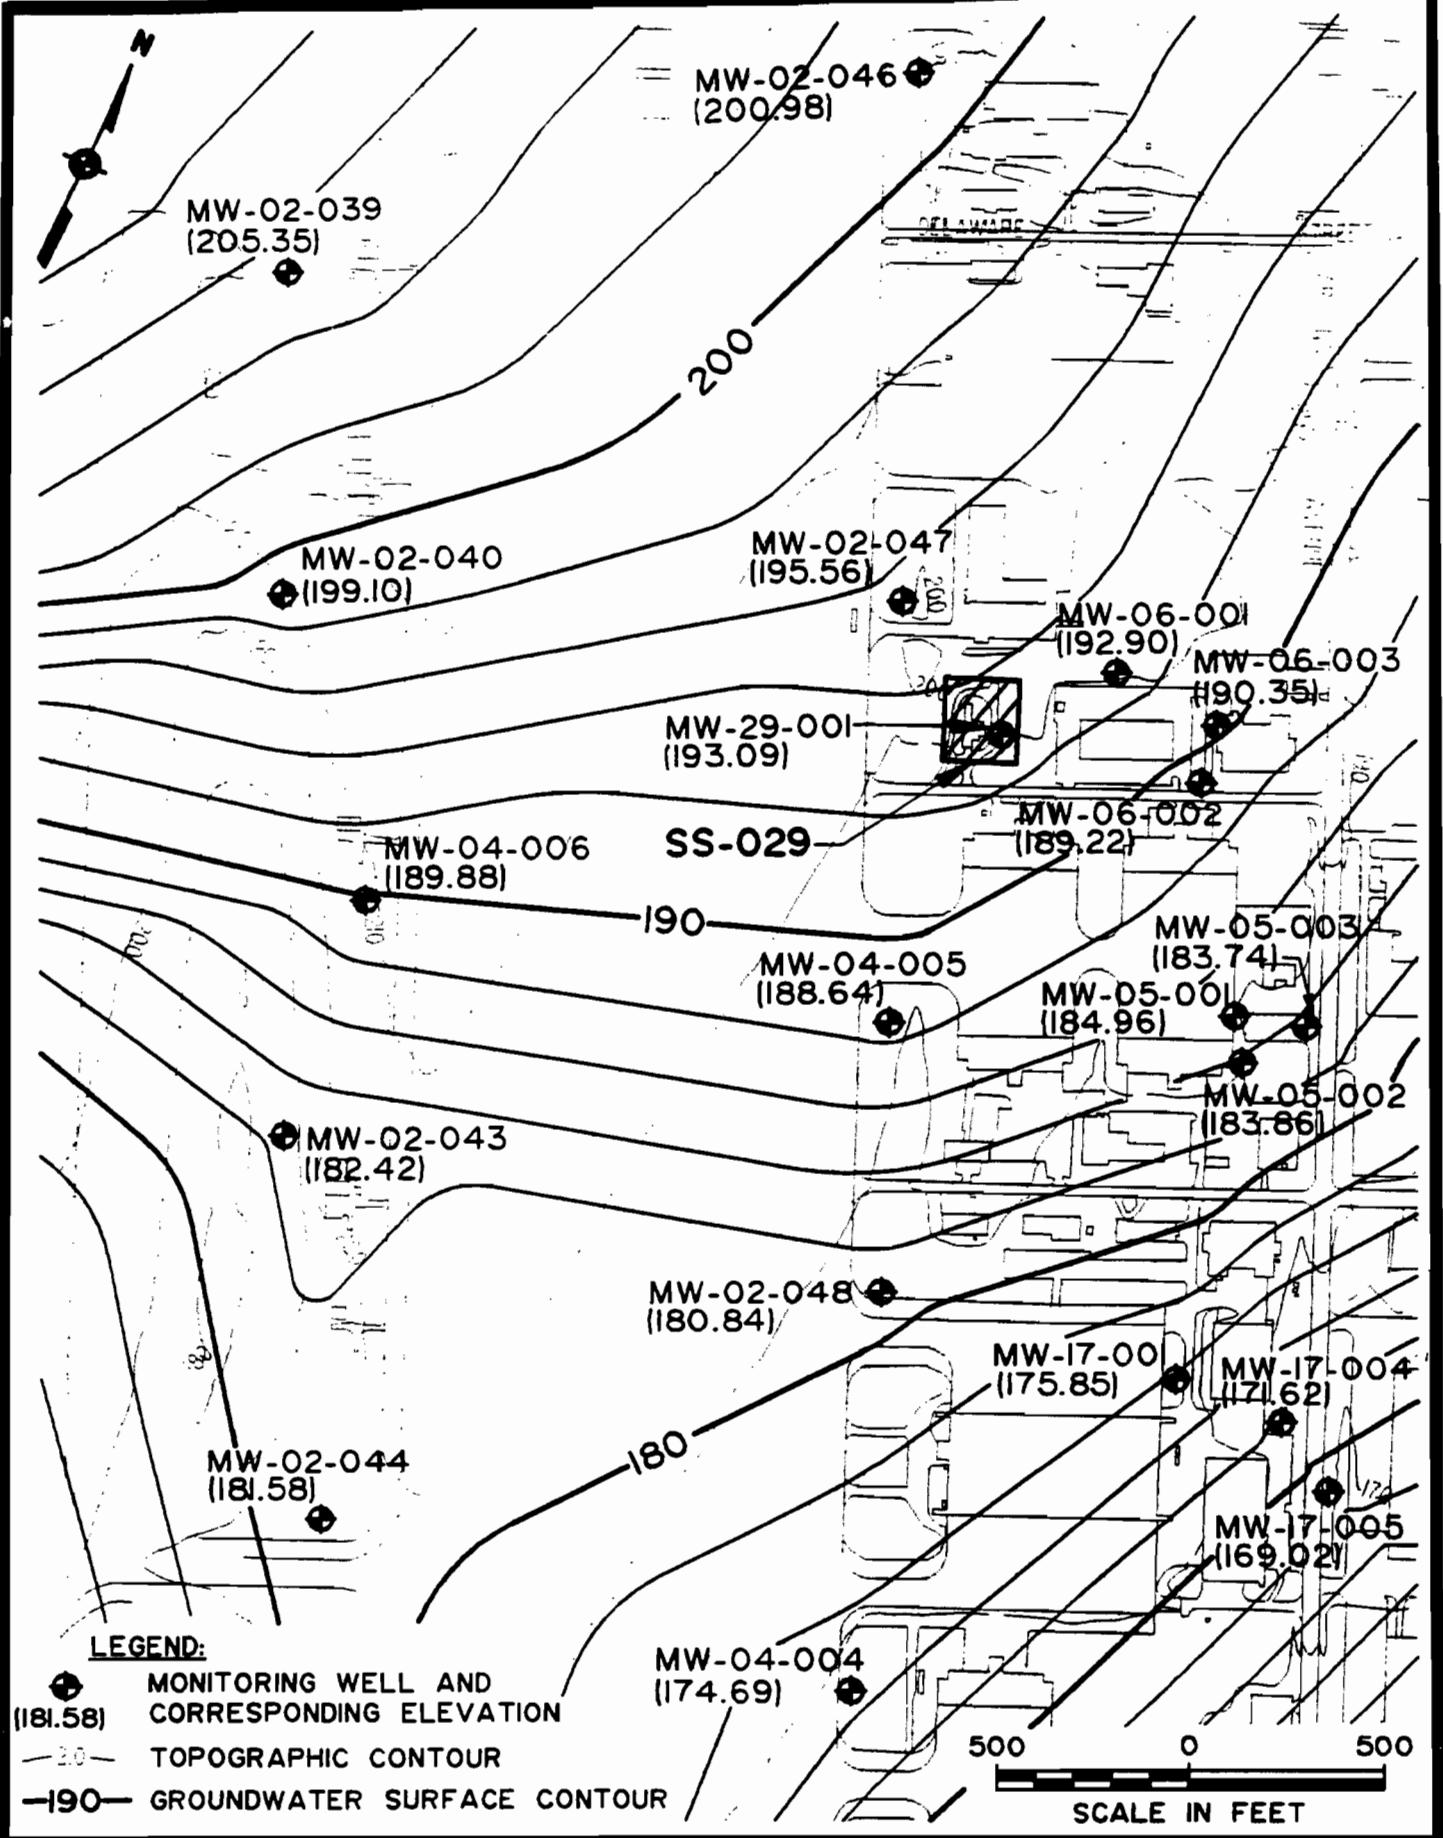 N
MW-02-046
(200.98)
MW-02-039
(205.35)
DELAWARE
200
MW-02-040
(199.10)
MW-02-047
(195.56)
200
MW-06-001
(192.90)
MW-06-003
(190.35)
MW-29-001
(193.09)
SS-029
MW-06-002
(189.22)
MW-04-006
(189.88)
190
200
MW-05-003
(183.74)
MW-04-005
(188.64)
MW-05-001
(184.96)
MW-05-002
(183.86)
MW-02-043
(182.42)
MW-02-048
(180.84)
MW-17-001
(175.85)
MW-17-004
(171.62)
180
MW-02-044
(181.58)
170
MW-17-005
(169.02)
LEGEND:
MONITORING WELL AND
CORRESPONDING ELEVATION
(181.58)
TOPOGRAPHIC CONTOUR
190 GROUNDWATER SURFACE CONTOUR
MW-04-004
(174.69)
500 0 500
SCALE IN FEET